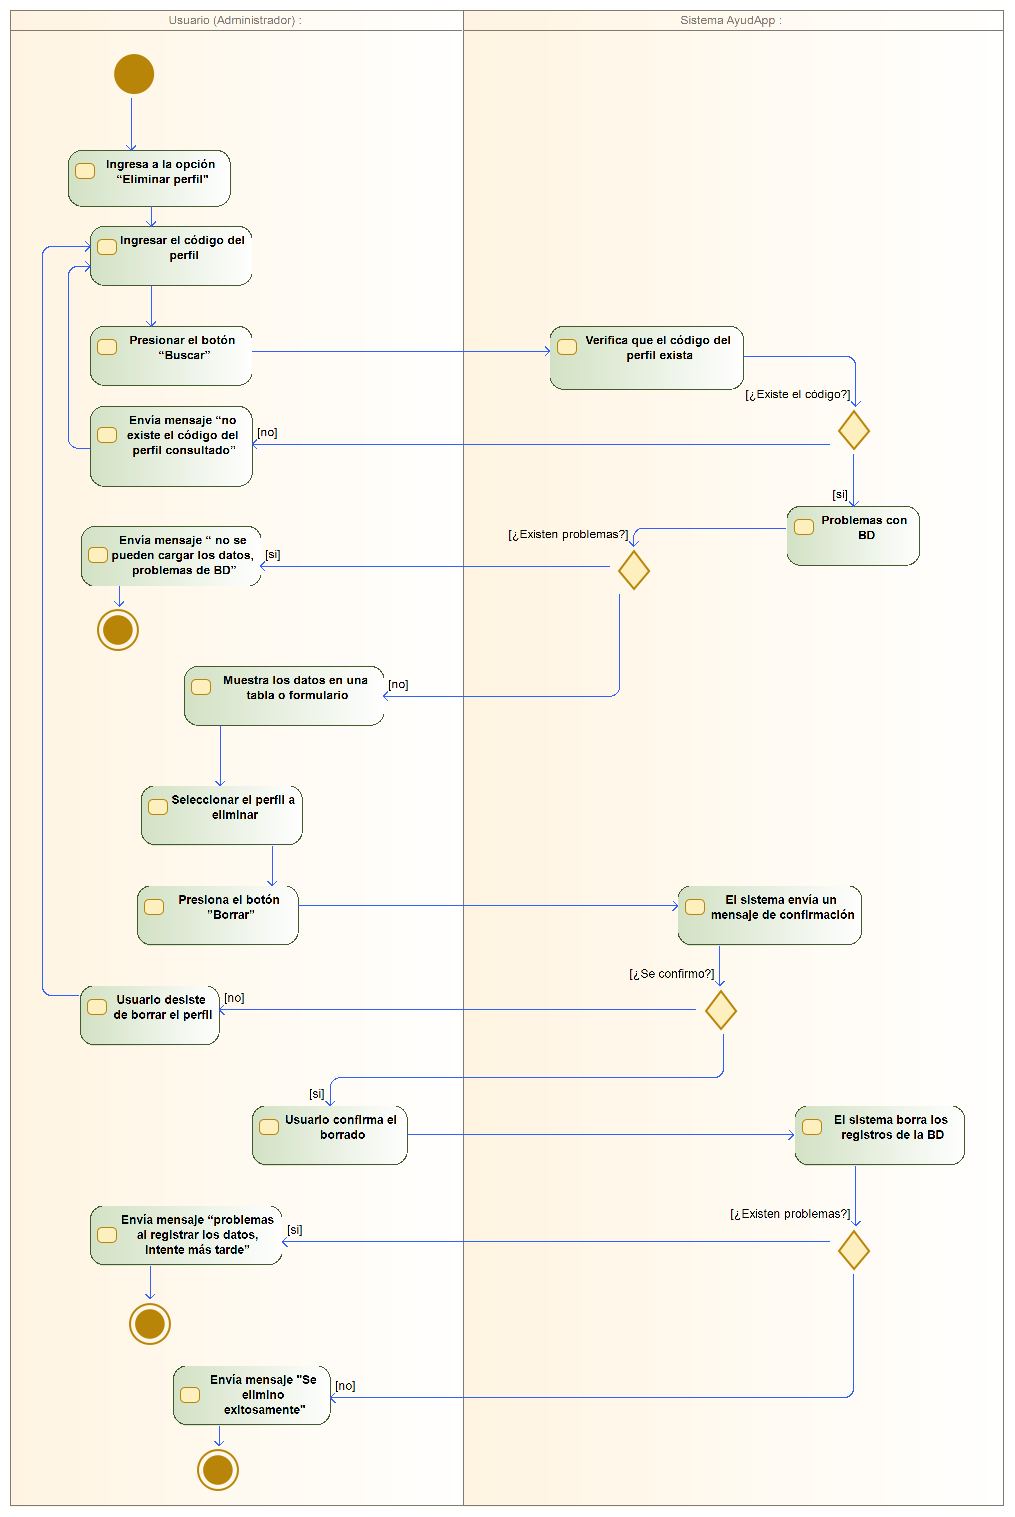 Usuario (Administrador) :
Sistema AyudApp :
Ingresa a la opción
“Eliminar perfil”
Ingresar el código del
perfil
Presionar el botón
“Buscar”
Verifica que el código del
perfil exista
[¿Existe el código?]
Envía mensaje “no
existe el código del
perfil consultado”
[no]
[si]
Problemas con
BD
[¿Existen problemas?]
Envía mensaje “ no se
pueden cargar los datos,
problemas de BD”
[si]
Muestra los datos en una
tabla o formulario
[no]
Seleccionar el perfil a
eliminar
Presiona el botón
”Borrar”
El sistema envía un
mensaje de confirmación
[¿Se confirmo?]
Usuario desiste
de borrar el perfil
[no]
[si]
Usuario confirma el
borrado
El sistema borra los
registros de la BD
[¿Existen problemas?]
Envía mensaje “problemas
al registrar los datos,
intente más tarde”
[si]
Envía mensaje "Se
elimino
exitosamente"
[no]